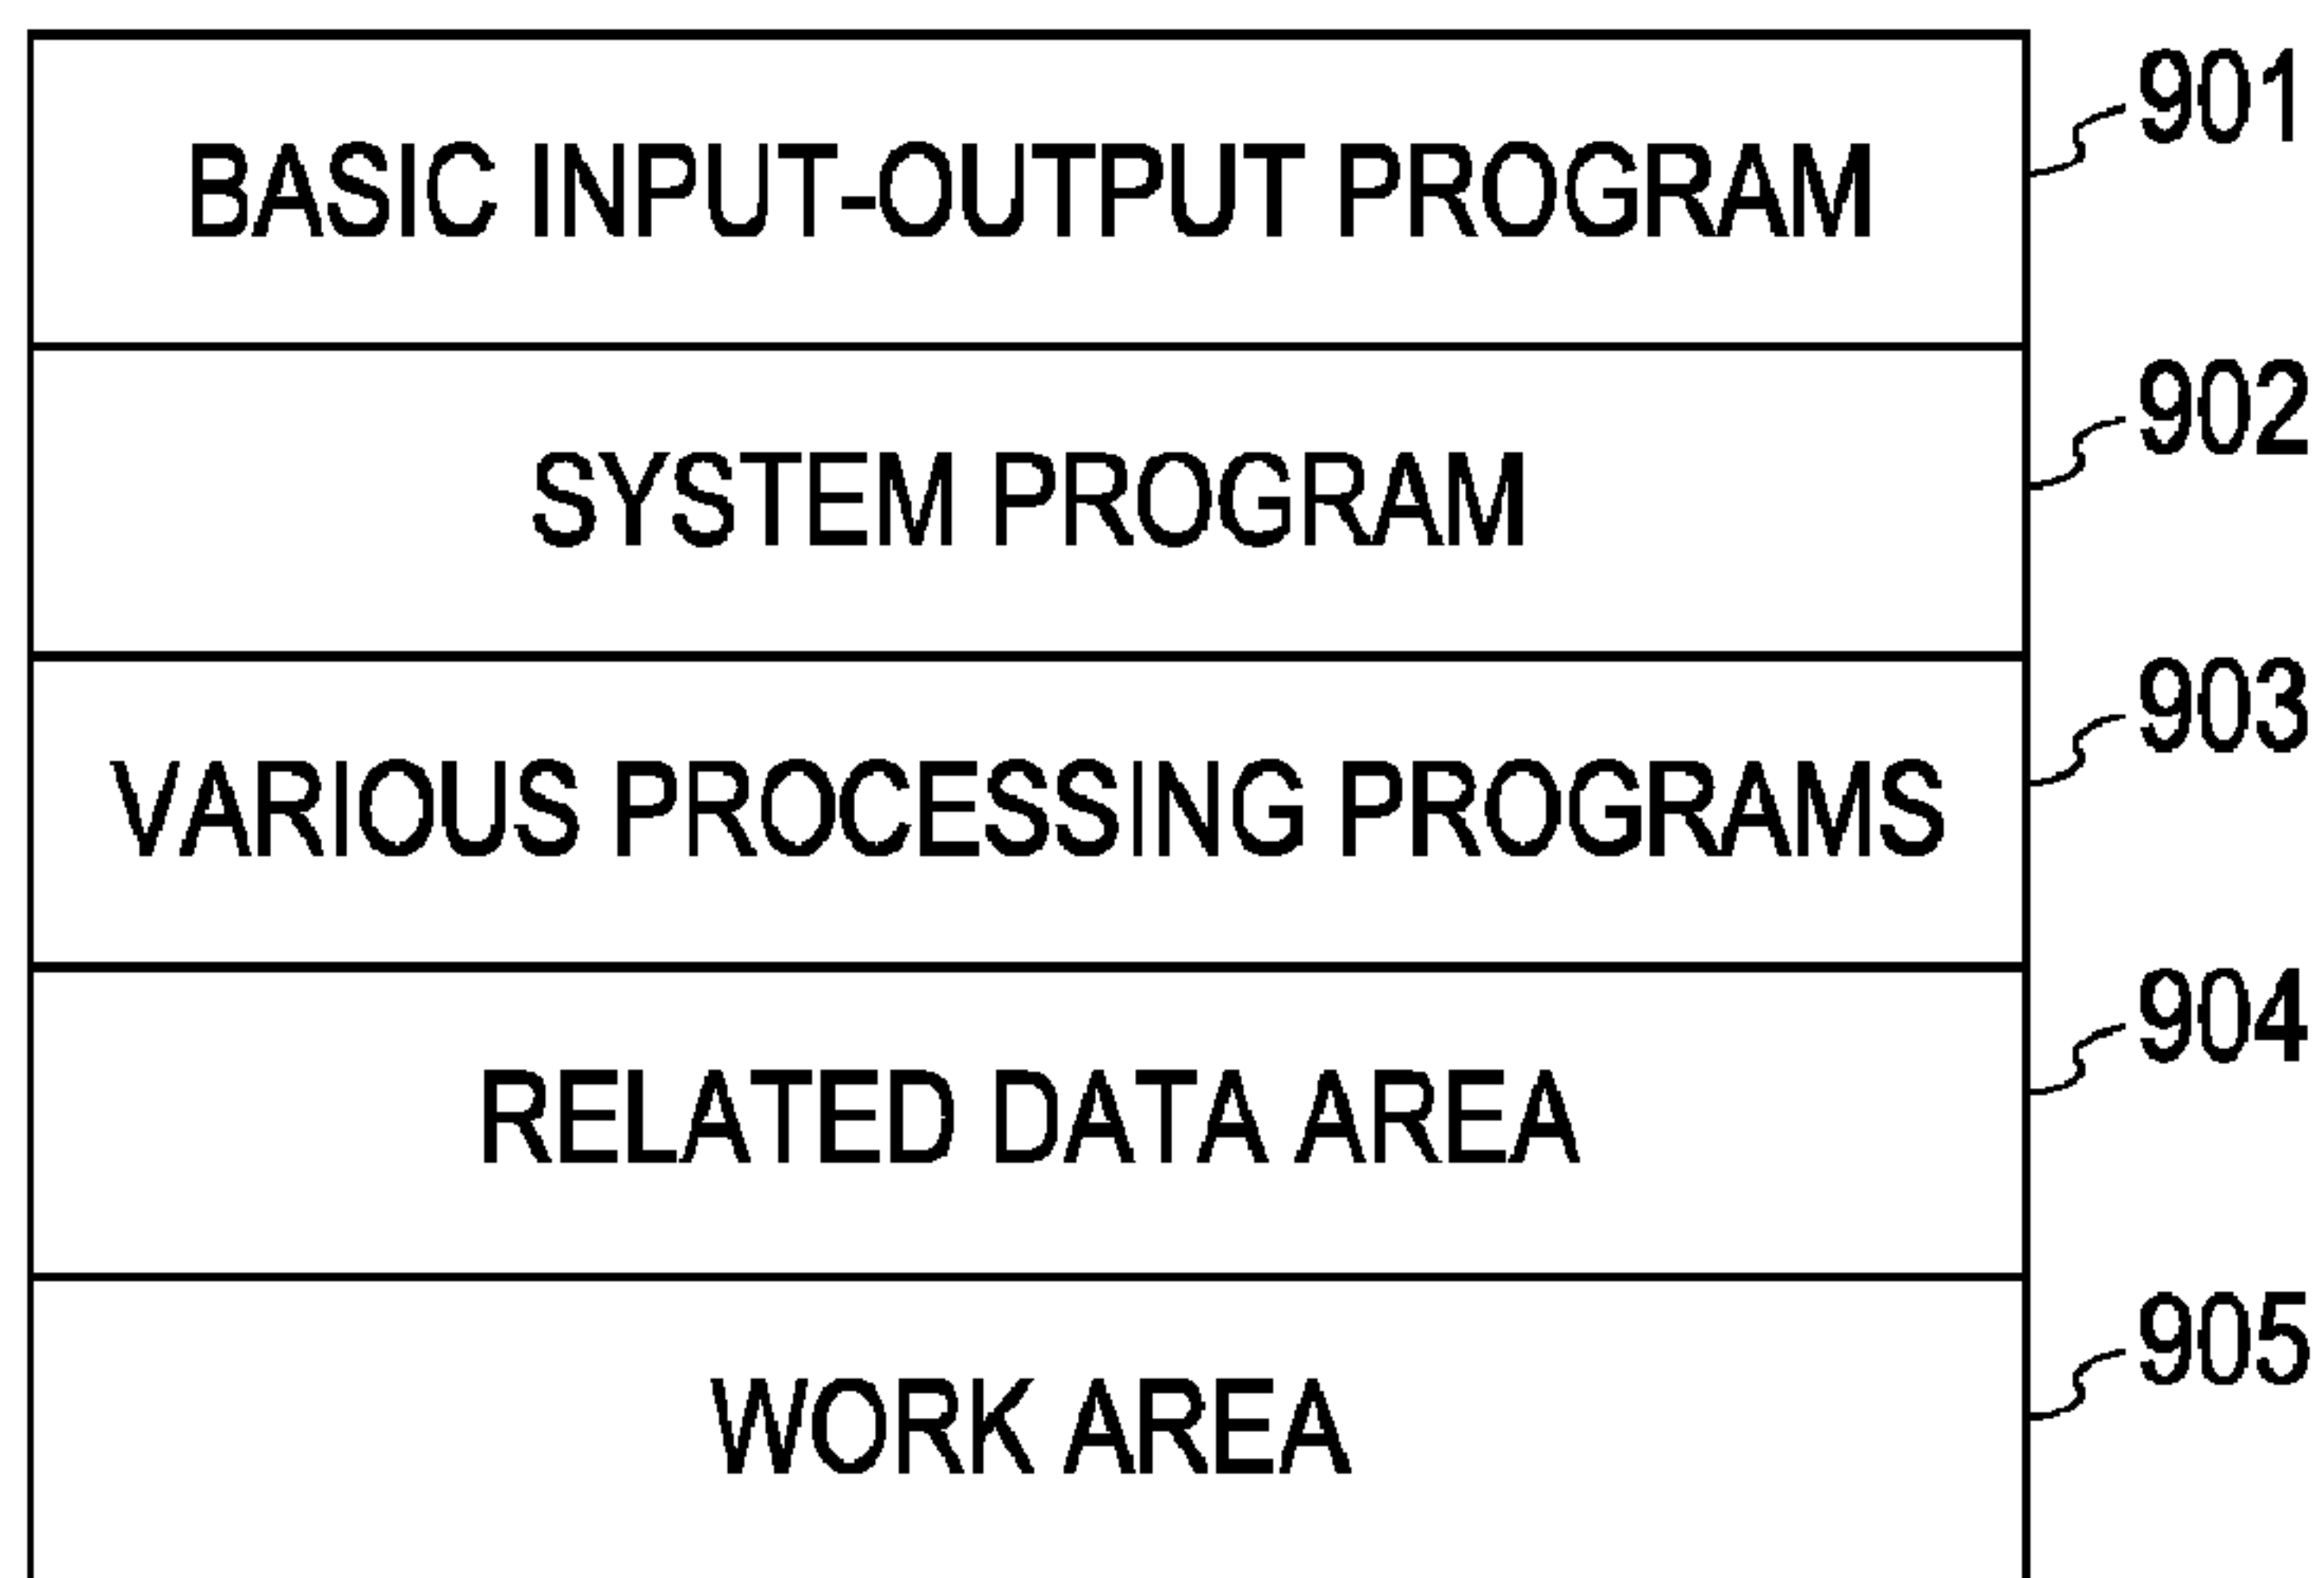 BASIC INPUT-OUTPUT PROGRAM
901
SYSTEM PROGRAM
902
VARIOUS PROCESSING PROGRAMS
903
RELATED DATA AREA
904
WORK AREA
905